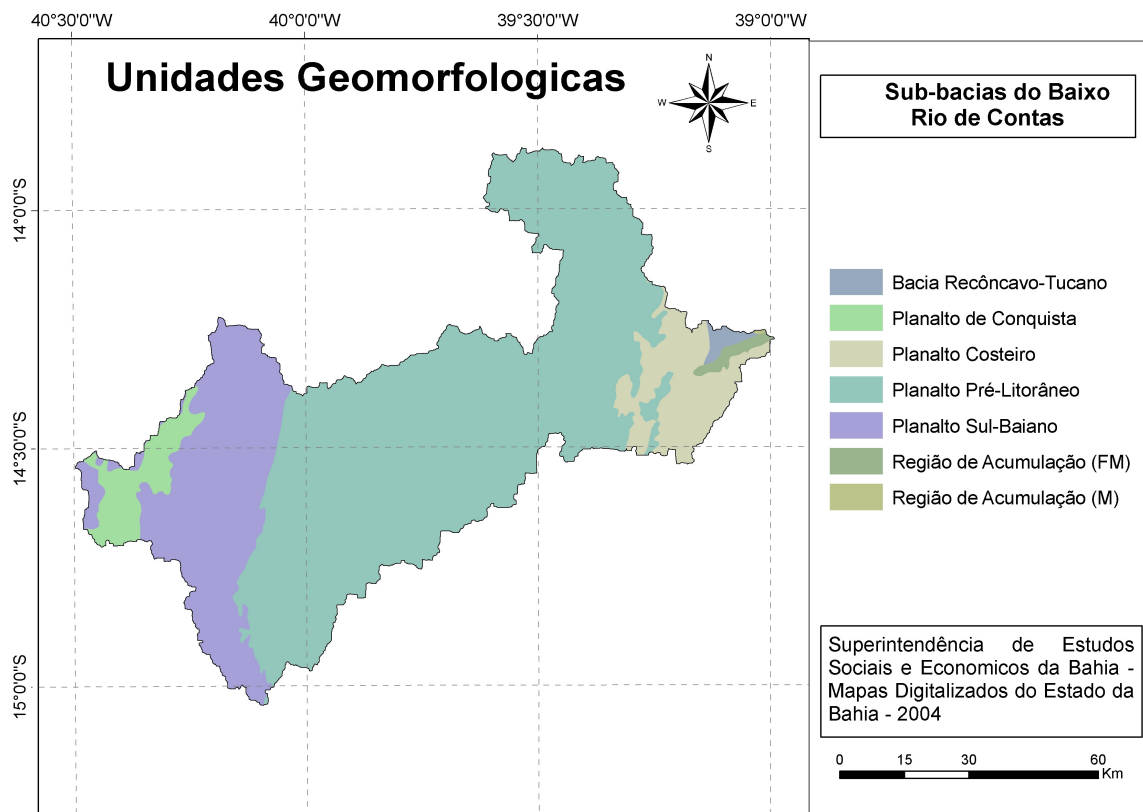 40°30'0"W 40°0'0"W 39°30'0"W 39°0'0"W
Unidades Geomorfologicas
N
W E
S
14°0'0"S
14°30'0"S
15°0'0"S
Sub-bacias do Baixo
Rio de Contas
Bacia Recôncavo-Tucano
Planalto de Conquista
Planalto Costeiro
Planalto Pré-Litorâneo
Planalto Sul-Baiano
Região de Acumulação (FM)
Região de Acumulação (M)
Superintendência de Estudos
Sociais e Economicos da Bahia -
Mapas Digitalizados do Estado da
Bahia - 2004
0 15 30 60
Km